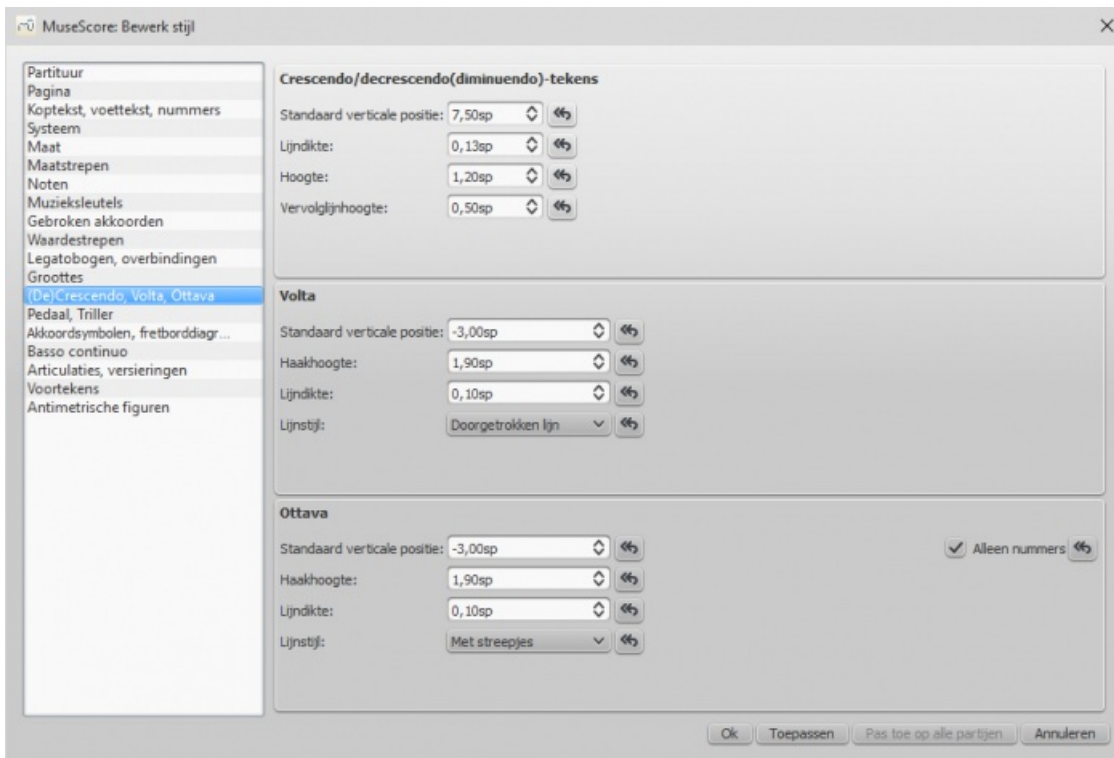 MuseScore: Bewerk stijl
Partituur
Pagina
Koptekst, voettekst, nummers
Systeem
Maat
Maatstrepen
Noten
Muzieksleutels
Gebroken akkoorden
Waardestrepen
Legatobogen, overbindingen
Groottes
(De)Crescendo, Volta, Ottava
Pedaal, Triller
Akkoordsymbolen, fretborddiagr...
Basso continuo
Articulaties, versieringen
Voortekens
Antimetrische figuren
Crescendo/decrescendo(diminuendo)-tekens
Standaard verticale positie: 7,50sp
Lijndikte: 0,13sp
Hoogte: 1,20sp
Vervolglijnhoogte: 0,50sp
Volta
Standaard verticale positie: -3,00sp
Haakhoogte: 1,90sp
Lijndikte: 0,10sp
Lijnstijl: Doorgetrokken lijn
Ottava
Standaard verticale positie: -3,00sp Alleen nummers
Haakhoogte: 1,90sp
Lijndikte: 0,10sp
Lijnstijl: Met streepjes
Ok Toepassen Pas toe op alle partijen Annuleren